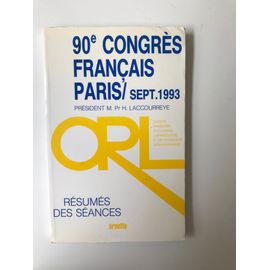 90e CONGRÈS
FRANÇAIS
PARIS/ SEPT.1993
PRÉSIDENT M. Pr H. LACCOURREYE
ORL
RÉSUMÉS
DES SÉANCES
arnette